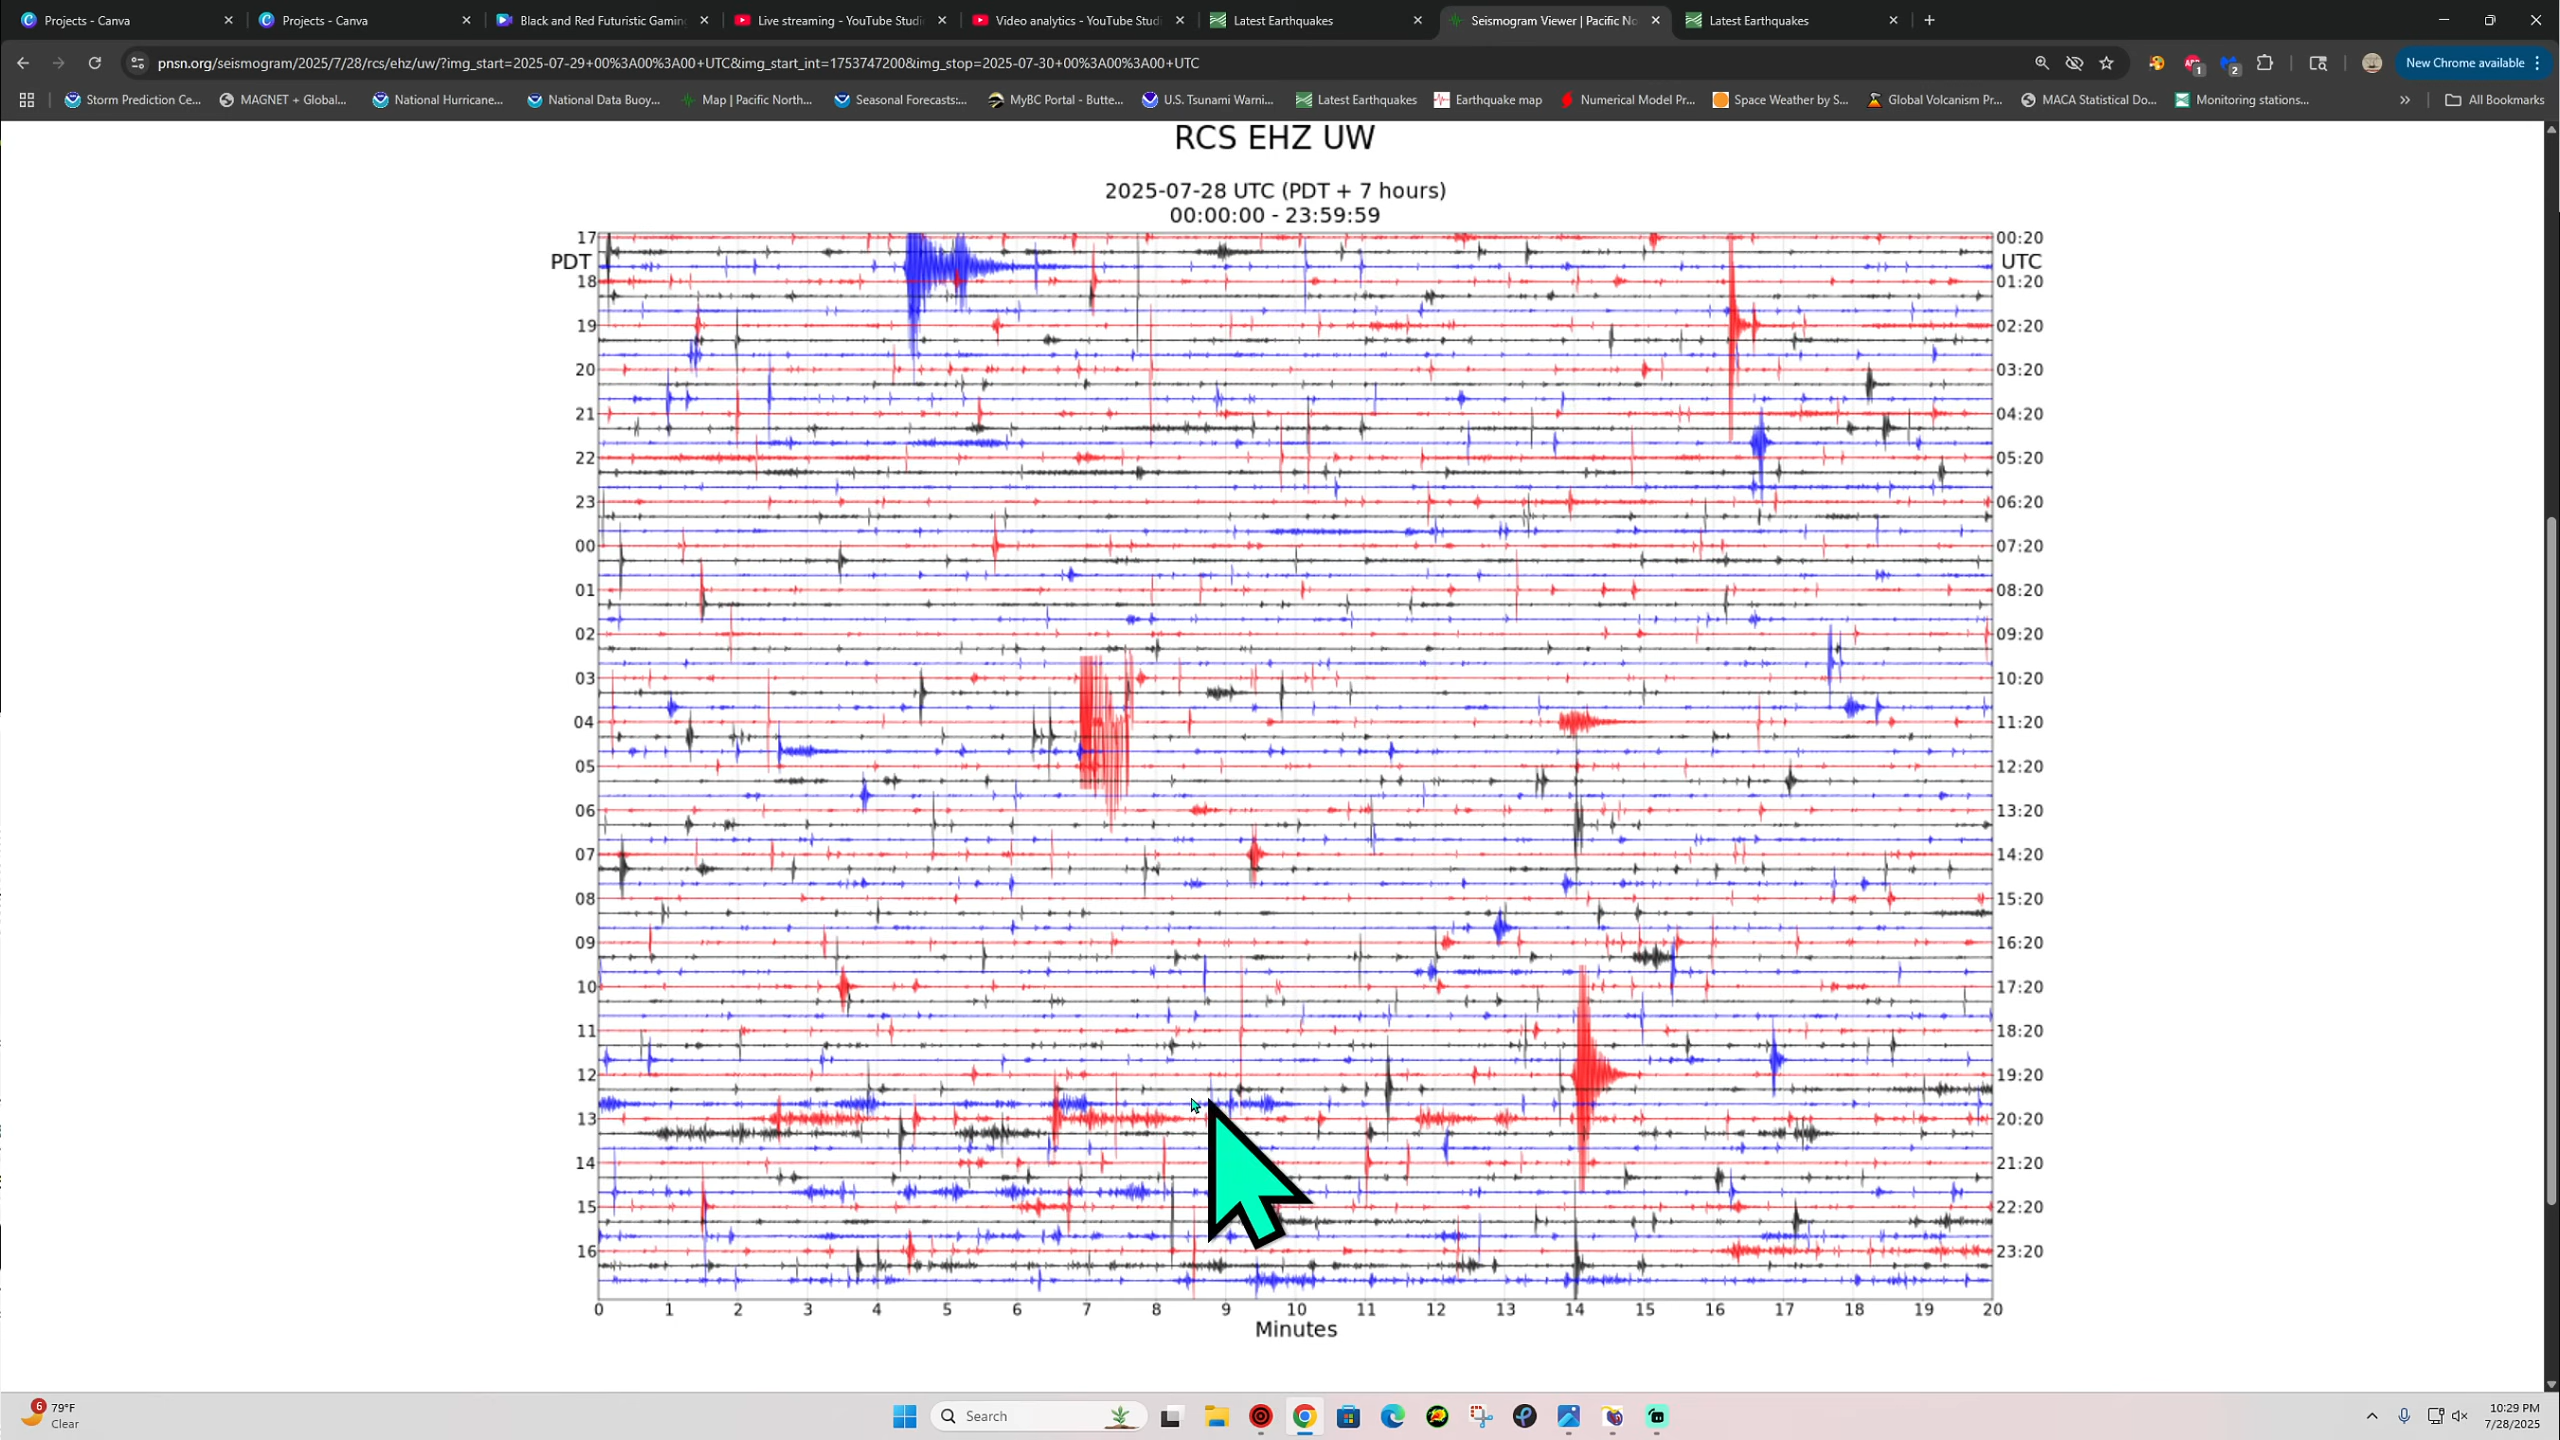 Projects - Canva
Projects - Canva
Black and Red Futuristic Gamin
Live streaming - YouTube Studi
Video analytics - YouTube Studi
Latest Earthquakes
Seismogram Viewer | Pacific No
Latest Earthquakes
pnsn.org/seismogram/2025/7/28/rcs/ehz/uw/?img_start=2025-07-29+00%3A00%3A00+UTC&img_start_int=1753747200&img_stop=2025-07-30+00%3A00%3A00+UTC
1
2
New Chrome available
Storm Prediction Ce...
MAGNET + Global...
National Hurricane...
National Data Buoy...
Map | Pacific North...
Seasonal Forecasts:...
MyBC Portal - Butte...
U.S. Tsunami Warni...
Latest Earthquakes
Earthquake map
Numerical Model Pr...
Space Weather by S...
Global Volcanism Pr...
MACA Statistical Do...
Monitoring stations...
All Bookmarks
RCS EHZ UW
2025-07-28 UTC (PDT + 7 hours)
00:00:00 - 23:59:59
17 00:20
PDT UTC
18 01:20
19 02:20
20 03:20
21 04:20
22 05:20
23 06:20
00 07:20
01 08:20
02 09:20
03 10:20
04 11:20
05 12:20
06 13:20
07 14:20
08 15:20
09 16:20
10 17:20
11 18:20
12 19:20
13 20:20
14 21:20
15 22:20
16 23:20
0 1 2 3 4 5 6 7 8 9 10 11 12 13 14 15 16 17 18 19 20
Minutes
6
79°F
Clear
Search
10:29 PM
7/28/2025